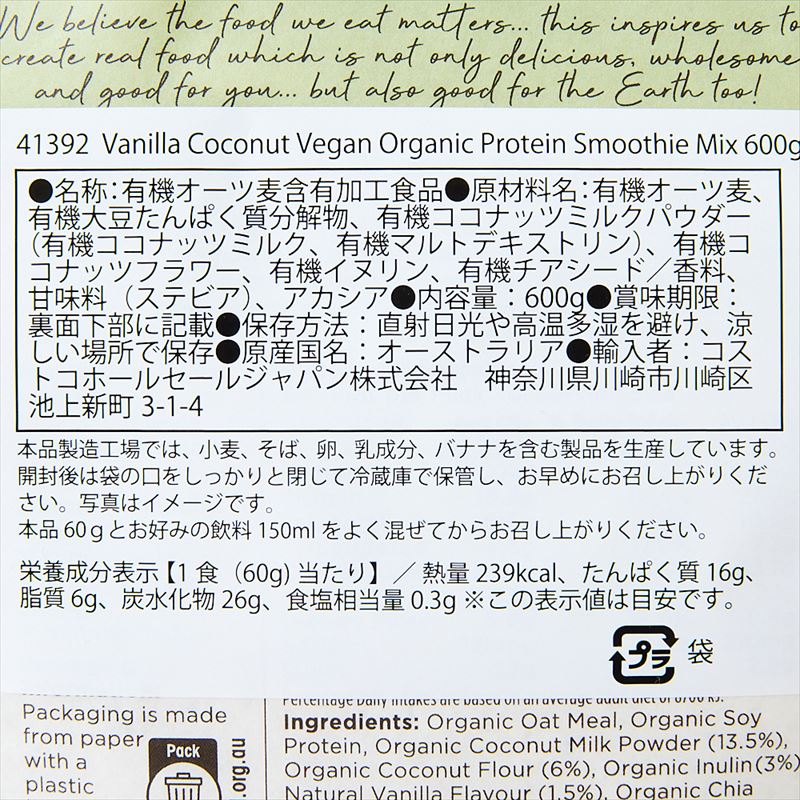 We believe the food we eat matters... this inspires us to
create real food which is not only delicious, wholesome
and good for you... but also good for the Earth too!
41392 Vanilla Coconut Vegan Organic Protein Smoothie Mix 600g
●名称：有機オーツ麦含有加工食品●原材料名：有機オーツ麦、
有機大豆たんぱく質分解物、有機ココナッツミルクパウダー
（有機ココナッツミルク、有機マルトデキストリン）、有機コ
コナッツフラワー、有機イヌリン、有機チアシード／香料、
甘味料（ステビア）、アカシア●内容量：600g●賞味期限：
裏面下部に記載●保存方法：直射日光や高温多湿を避け、涼
しい場所で保存●原産国名：オーストラリア●輸入者：コス
トコホールセールジャパン株式会社　神奈川県川崎市川崎区
池上新町 3-1-4
本品製造工場では、小麦、そば、卵、乳成分、バナナを含む製品を生産しています。
開封後は袋の口をしっかりと閉じて冷蔵庫で保管し、お早めにお召し上がりくだ
さい。写真はイメージです。
本品60ｇとお好みの飲料 150ml をよく混ぜてからお召し上がりください。
栄養成分表示【1 食（60g) 当たり】／熱量 239kcal、たんぱく質 16g、
脂質 6g、炭水化物 26g、食塩相当量 0.3g ※この表示値は目安です。
プラ 袋
Percentage Daily Intakes are based on an average adult diet of 8700 kJ.
Packaging is made
from paper
with a
plastic
Pack
.org.au
Ingredients: Organic Oat Meal, Organic Soy
Protein, Organic Coconut Milk Powder (13.5%),
Organic Coconut Flour (6%), Organic Inulin(3%)
Natural Vanilla Flavour (1.5%), Organic Chia